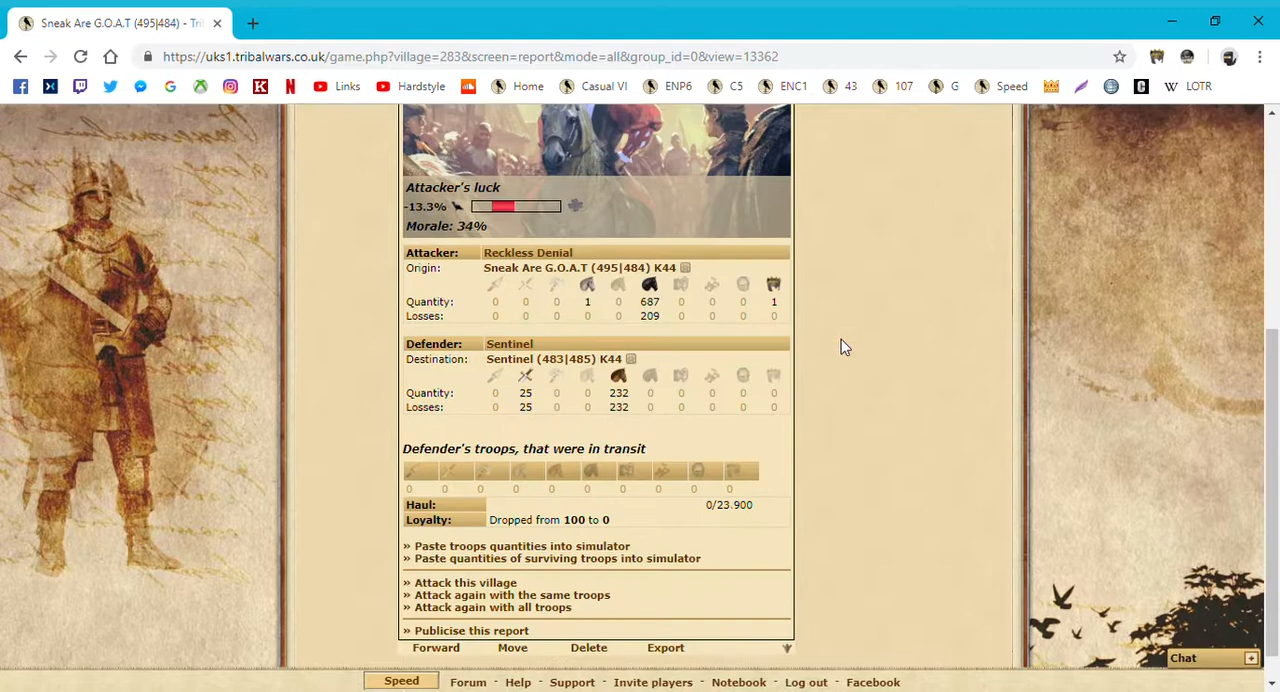 Sneak Are G.O.A.T (495|484) - Tri
https://uks1.tribalwars.co.uk/game.php?village=283&screen=report&mode=all&group_id=0&view=13362
Links Hardstyle Home Casual VI ENP6 C5 ENC1 43 107 G Speed W LOTR
Attacker's luck
-13.3%
Morale: 34%
Attacker: Reckless Denial
Origin: Sneak Are G.O.A.T (495|484) K44
Quantity: 0 0 0 1 0 687 0 0 0 1
Losses: 0 0 0 0 0 209 0 0 0 0
Defender: Sentinel
Destination: Sentinel (483|485) K44
Quantity: 0 25 0 0 232 0 0 0 0 0
Losses: 0 25 0 0 232 0 0 0 0 0
Defender's troops, that were in transit
0 0 0 0 0 0 0 0 0 0
Haul: 0/23.900
Loyalty: Dropped from 100 to 0
» Paste troops quantities into simulator
» Paste quantities of surviving troops into simulator
» Attack this village
» Attack again with the same troops
» Attack again with all troops
» Publicise this report
Forward Move Delete Export
Chat
Speed Forum - Help - Support - Invite players - Notebook - Log out - Facebook